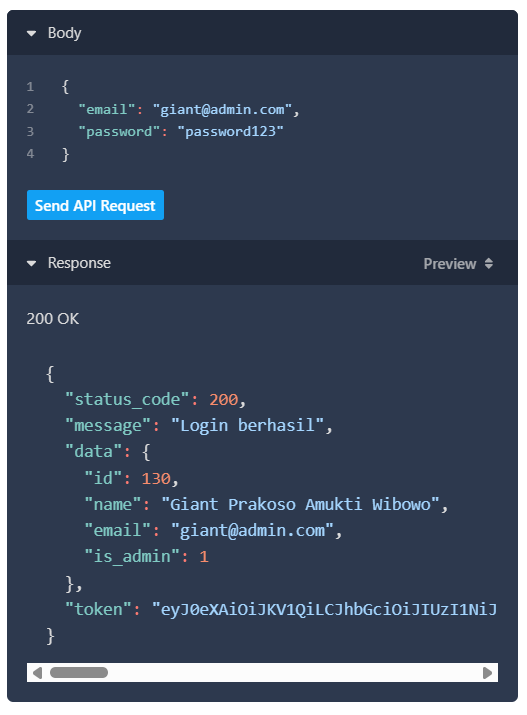 Body
1 {
2 "email": "giant@admin.com",
3 "password": "password123"
4 }
Send API Request
Response Preview
200 OK
{
"status_code": 200,
"message": "Login berhasil",
"data": {
"id": 130,
"name": "Giant Prakoso Amukti Wibowo",
"email": "giant@admin.com",
"is_admin": 1
},
"token": "eyJ0eXAiOiJKV1QiLCJhbGciOiJIUzI1NiJ
}